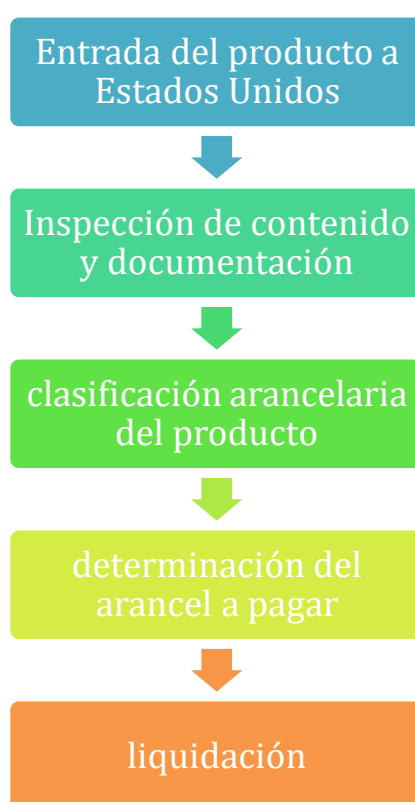 Entrada del producto a
Estados Unidos
Inspección de contenido
y documentación
clasificación arancelaria
del producto
determinación del
arancel a pagar
liquidación